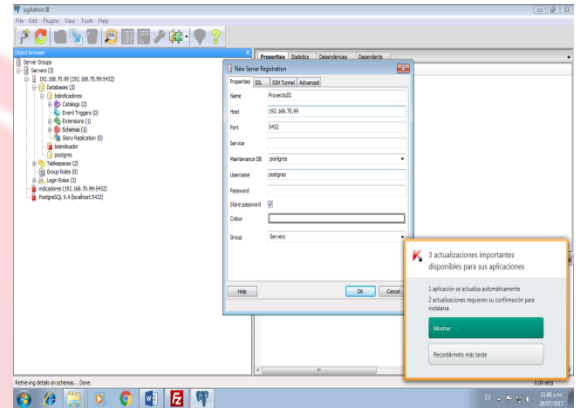 pgAdmin III
File Edit Plugins View Tools Help
Object browser
Server Groups
Servers (3)
192.168.70.99 (192.168.70.99:5432)
Databases (3)
bdindicadores
Catalogs (2)
Event Triggers (0)
Extensions (1)
Schemas (1)
Slony Replication (0)
bsindicador
postgres
Tablespaces (2)
Group Roles (0)
Login Roles (3)
indicadores (192.168.70.99:5432)
PostgreSQL 9.4 (localhost:5432)
Properties Statistics Dependencies Dependents
New Server Registration
Properties SSL SSH Tunnel Advanced
Name ProyectoIII
Host 192.168.70.99
Port 5432
Service
Maintenance DB postgres
Username postgres
Password
Store password
Colour
Group Servers
Help OK Cancel
3 actualizaciones importantes
disponibles para sus aplicaciones
1 aplicación se actualiza automáticamente
2 actualizaciones requieren su confirmación para
instalarse
Mostrar
Recordármelo más tarde
Retrieving details on schemas... Done.
0,00 secs
ES
11:48 a.m.
28/07/2017